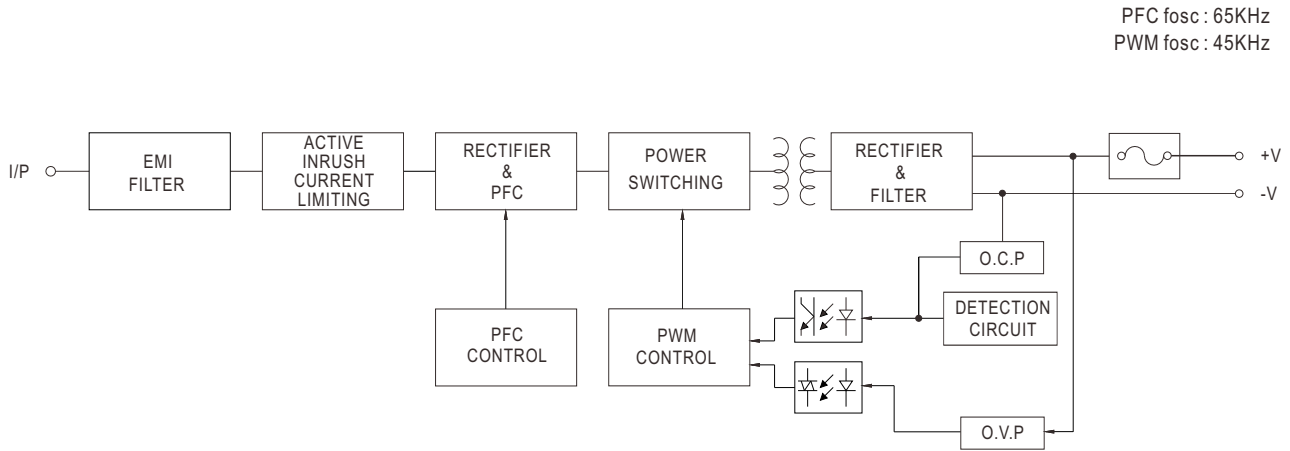 PFC fosc : 65KHz
PWM fosc : 45KHz
I/P
EMI
FILTER
ACTIVE
INRUSH
CURRENT
LIMITING
RECTIFIER
&
PFC
POWER
SWITCHING
RECTIFIER
&
FILTER
+V
-V
O.C.P
DETECTION
CIRCUIT
PFC
CONTROL
PWM
CONTROL
O.V.P